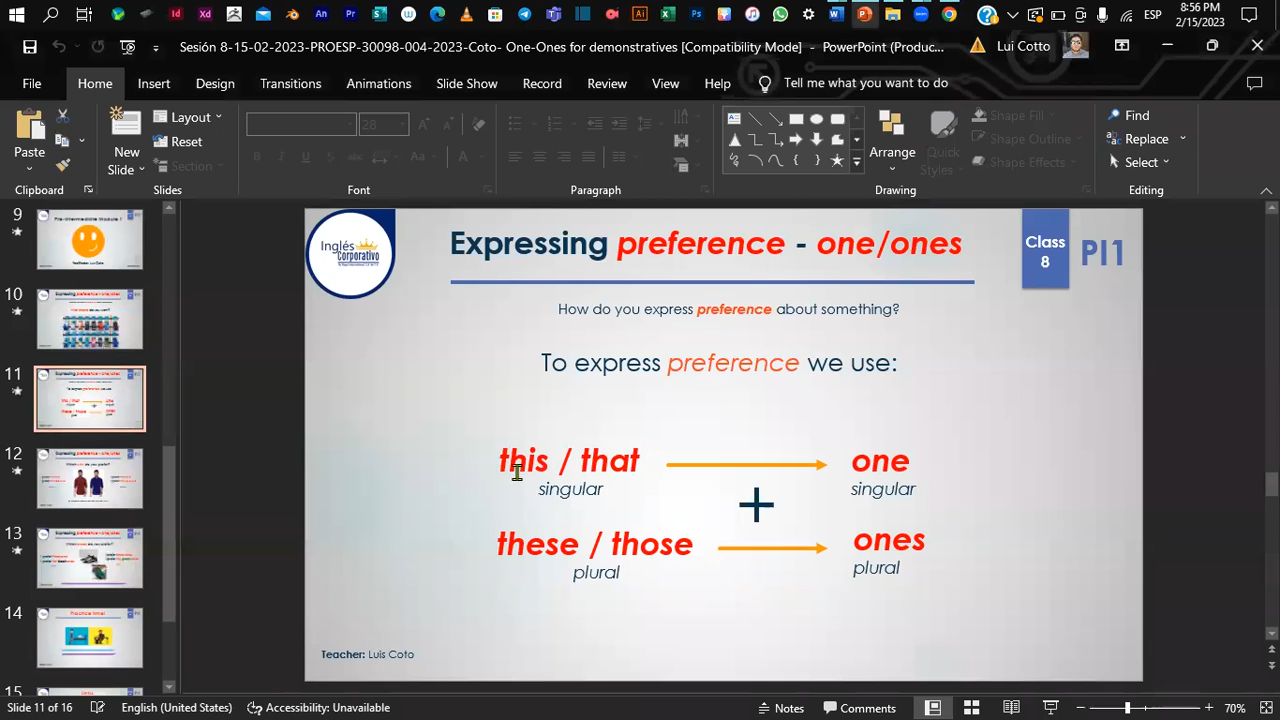 8:56 PM
ESP
2/15/2023
Sesión 8-15-02-2023-PROESP-30098-004-2023-Coto- One-Ones for demonstratives [Compatibility Mode] - PowerPoint (Produc...
Lui Cotto
File Home Insert Design Transitions Animations Slide Show Record Review View Help Tell me what you want to do
Paste
New Slide
Layout
Reset
Section
28
Arrange
Quick Styles
Shape Fill
Shape Outline
Shape Effects
Find
Replace
Select
Clipboard Slides Font Paragraph Drawing Editing
9
10
11
12
13
14
15
Inglés
Corporativo
Expressing preference - one/ones
Class
8
PI1
How do you express preference about something?
To express preference we use:
this / that one
singular singular
+
these / those ones
plural plural
Teacher: Luis Coto
Slide 11 of 16 English (United States) Accessibility: Unavailable Notes Comments 70%